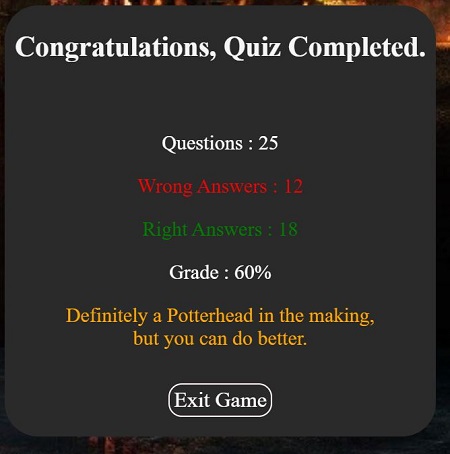 Congratulations, Quiz Completed.
Questions : 25
Wrong Answers : 12
Right Answers : 18
Grade : 60%
Definitely a Potterhead in the making,
but you can do better.
Exit Game